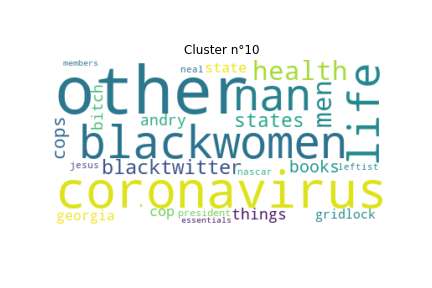 Cluster n°10
members
neal state health
other man men life
bitch
cops andry states
blackwomen
jesus blacktwitter books leftist
nascar
coronavirus
georgia cop president things gridlock
essentials